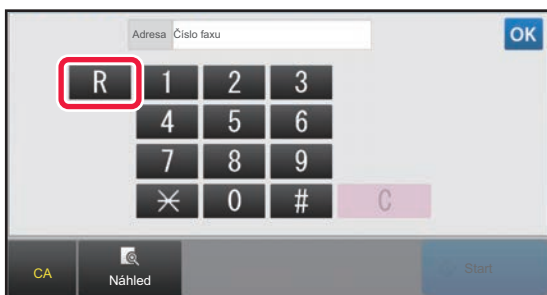 Adresa Číslo faxu OK
R 1 2 3
4 5 6
7 8 9
* 0 # C
CA Náhled Start